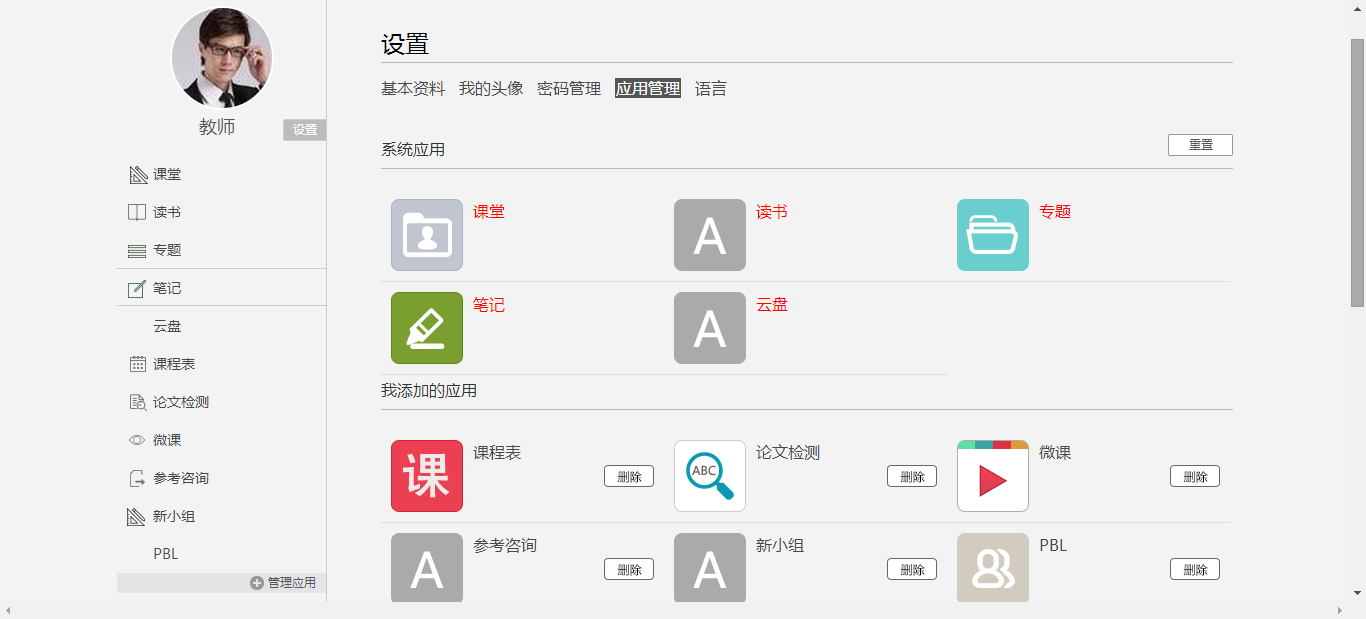 教师
设置
课堂
读书
专题
笔记
云盘
课程表
论文检测
微课
参考咨询
新小组
PBL
管理应用
设置
基本资料 我的头像 密码管理 应用管理 语言
系统应用 重置
课堂 A 读书 专题
笔记 A 云盘
我添加的应用
课 课程表 删除 ABC 论文检测 删除 微课 删除
A 参考咨询 删除 A 新小组 删除 PBL 删除